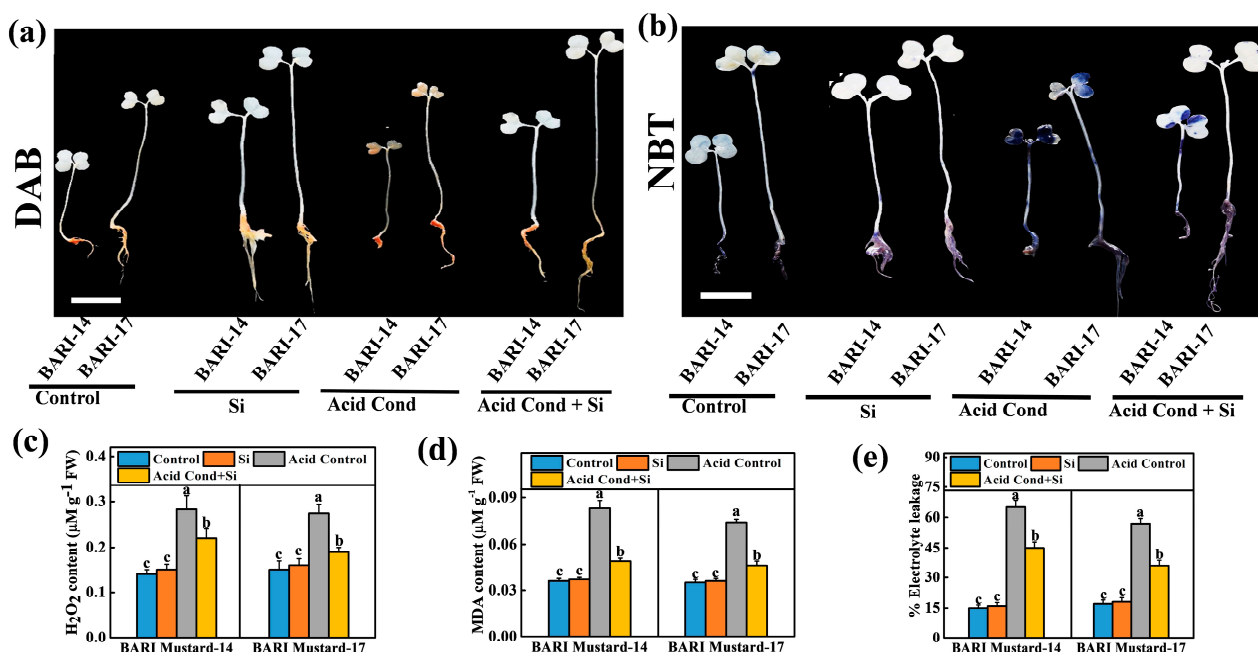 (a)
DAB
BARI-14
BARI-17
BARI-14
BARI-17
BARI-14
BARI-17
BARI-14
BARI-17
Control
Si
Acid Cond
Acid Cond + Si
(b)
NBT
BARI-14
BARI-17
BARI-14
BARI-17
BARI-14
BARI-17
BARI-14
BARI-17
Control
Si
Acid Cond
Acid Cond + Si
(c)
H₂O₂ content (μM g⁻¹ FW)
0.4
0.3
0.2
0.1
0.0
Control Si Acid Control
Acid Cond+Si
c c a b
c c a b
BARI Mustard-14 BARI Mustard-17
(d)
MDA content (μM g⁻¹ FW)
0.09
0.06
0.03
0.00
Control Si Acid Control
Acid Cond+Si
c c a b
c c a b
BARI Mustard-14 BARI Mustard-17
(e)
% Electrolyte leakage
90
75
60
45
30
15
Control Si Acid Control
Acid Cond+Si
c c a b
c c a b
BARI Mustard-14 BARI Mustard-17